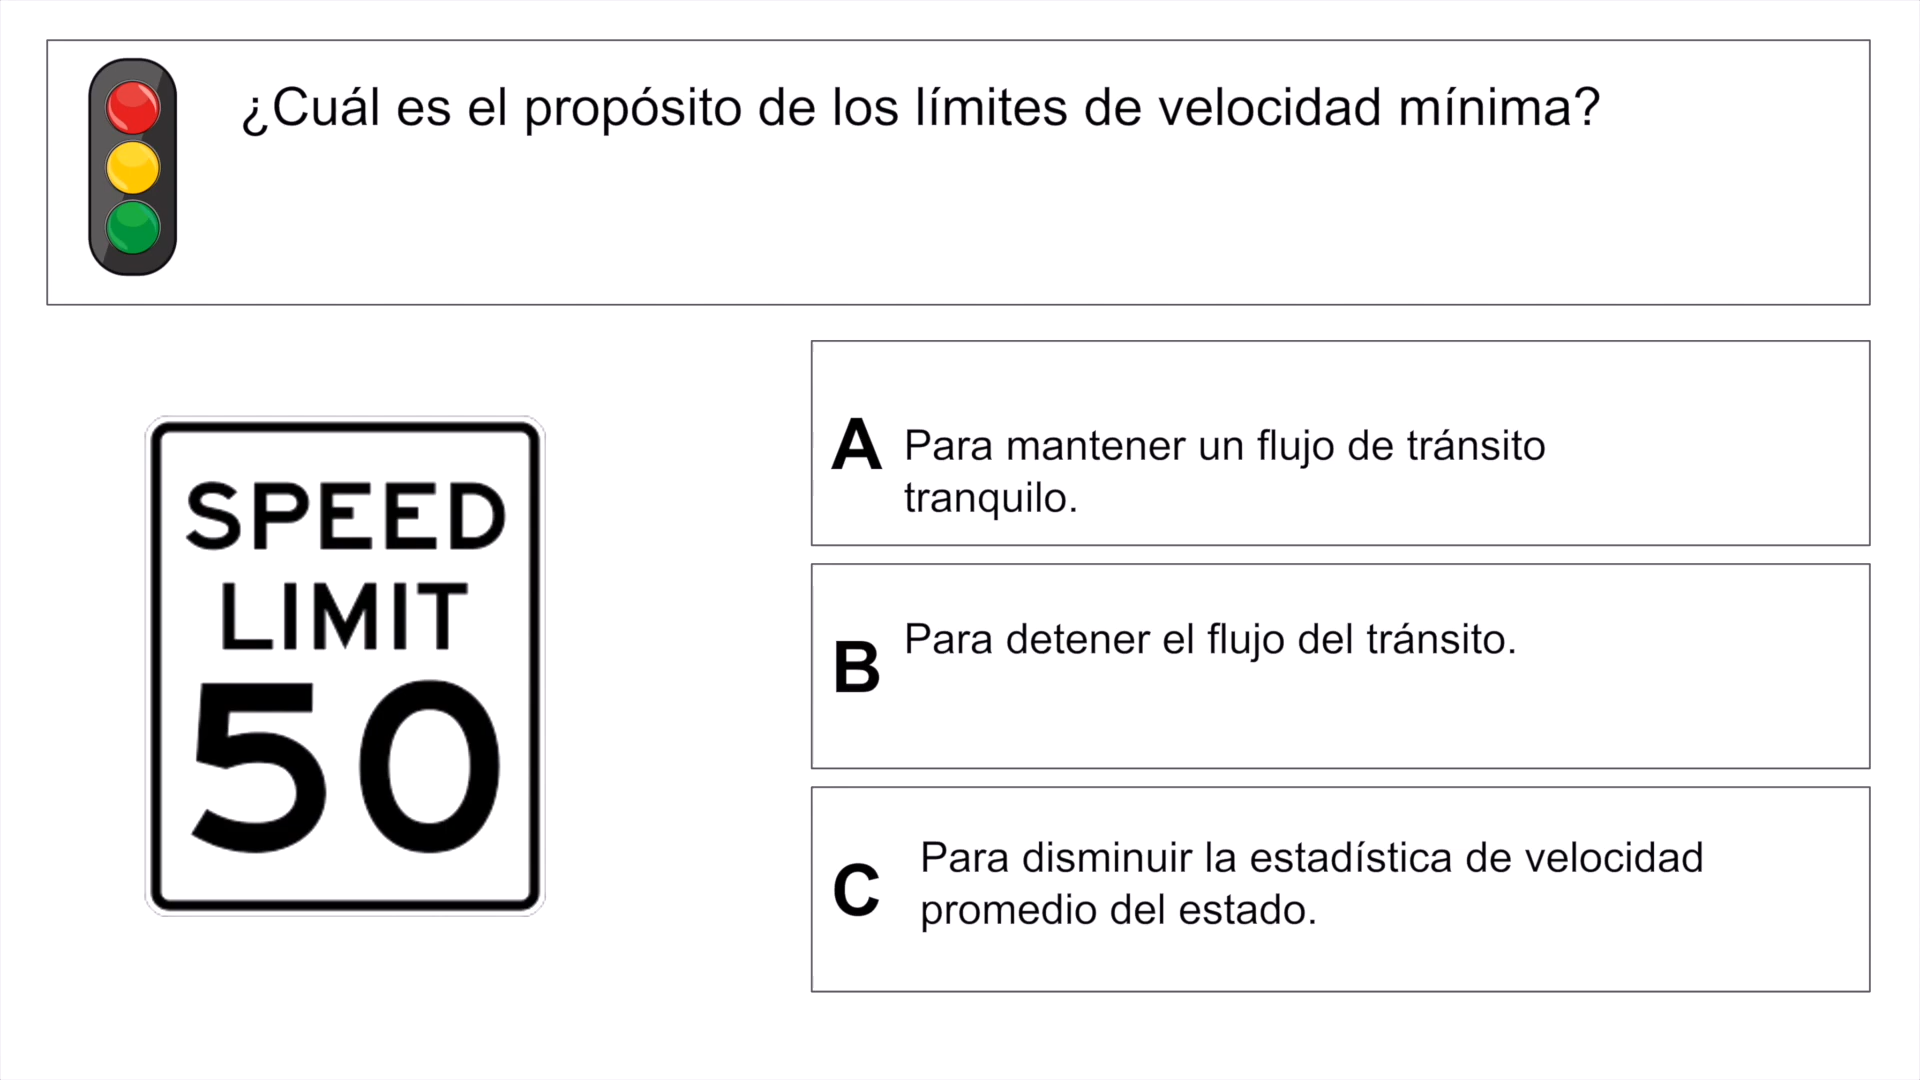 ¿Cuál es el propósito de los límites de velocidad mínima?
SPEED
LIMIT
50
A Para mantener un flujo de tránsito
tranquilo.
B Para detener el flujo del tránsito.
C Para disminuir la estadística de velocidad
promedio del estado.